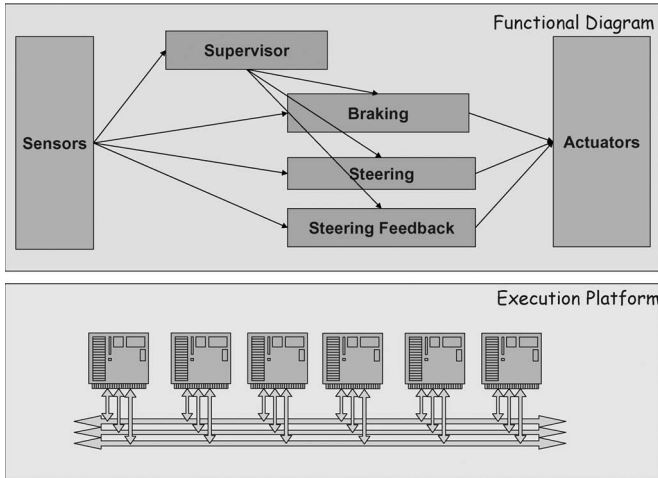 Functional Diagram
Supervisor
Sensors
Braking
Actuators
Steering
Steering Feedback
Execution Platform